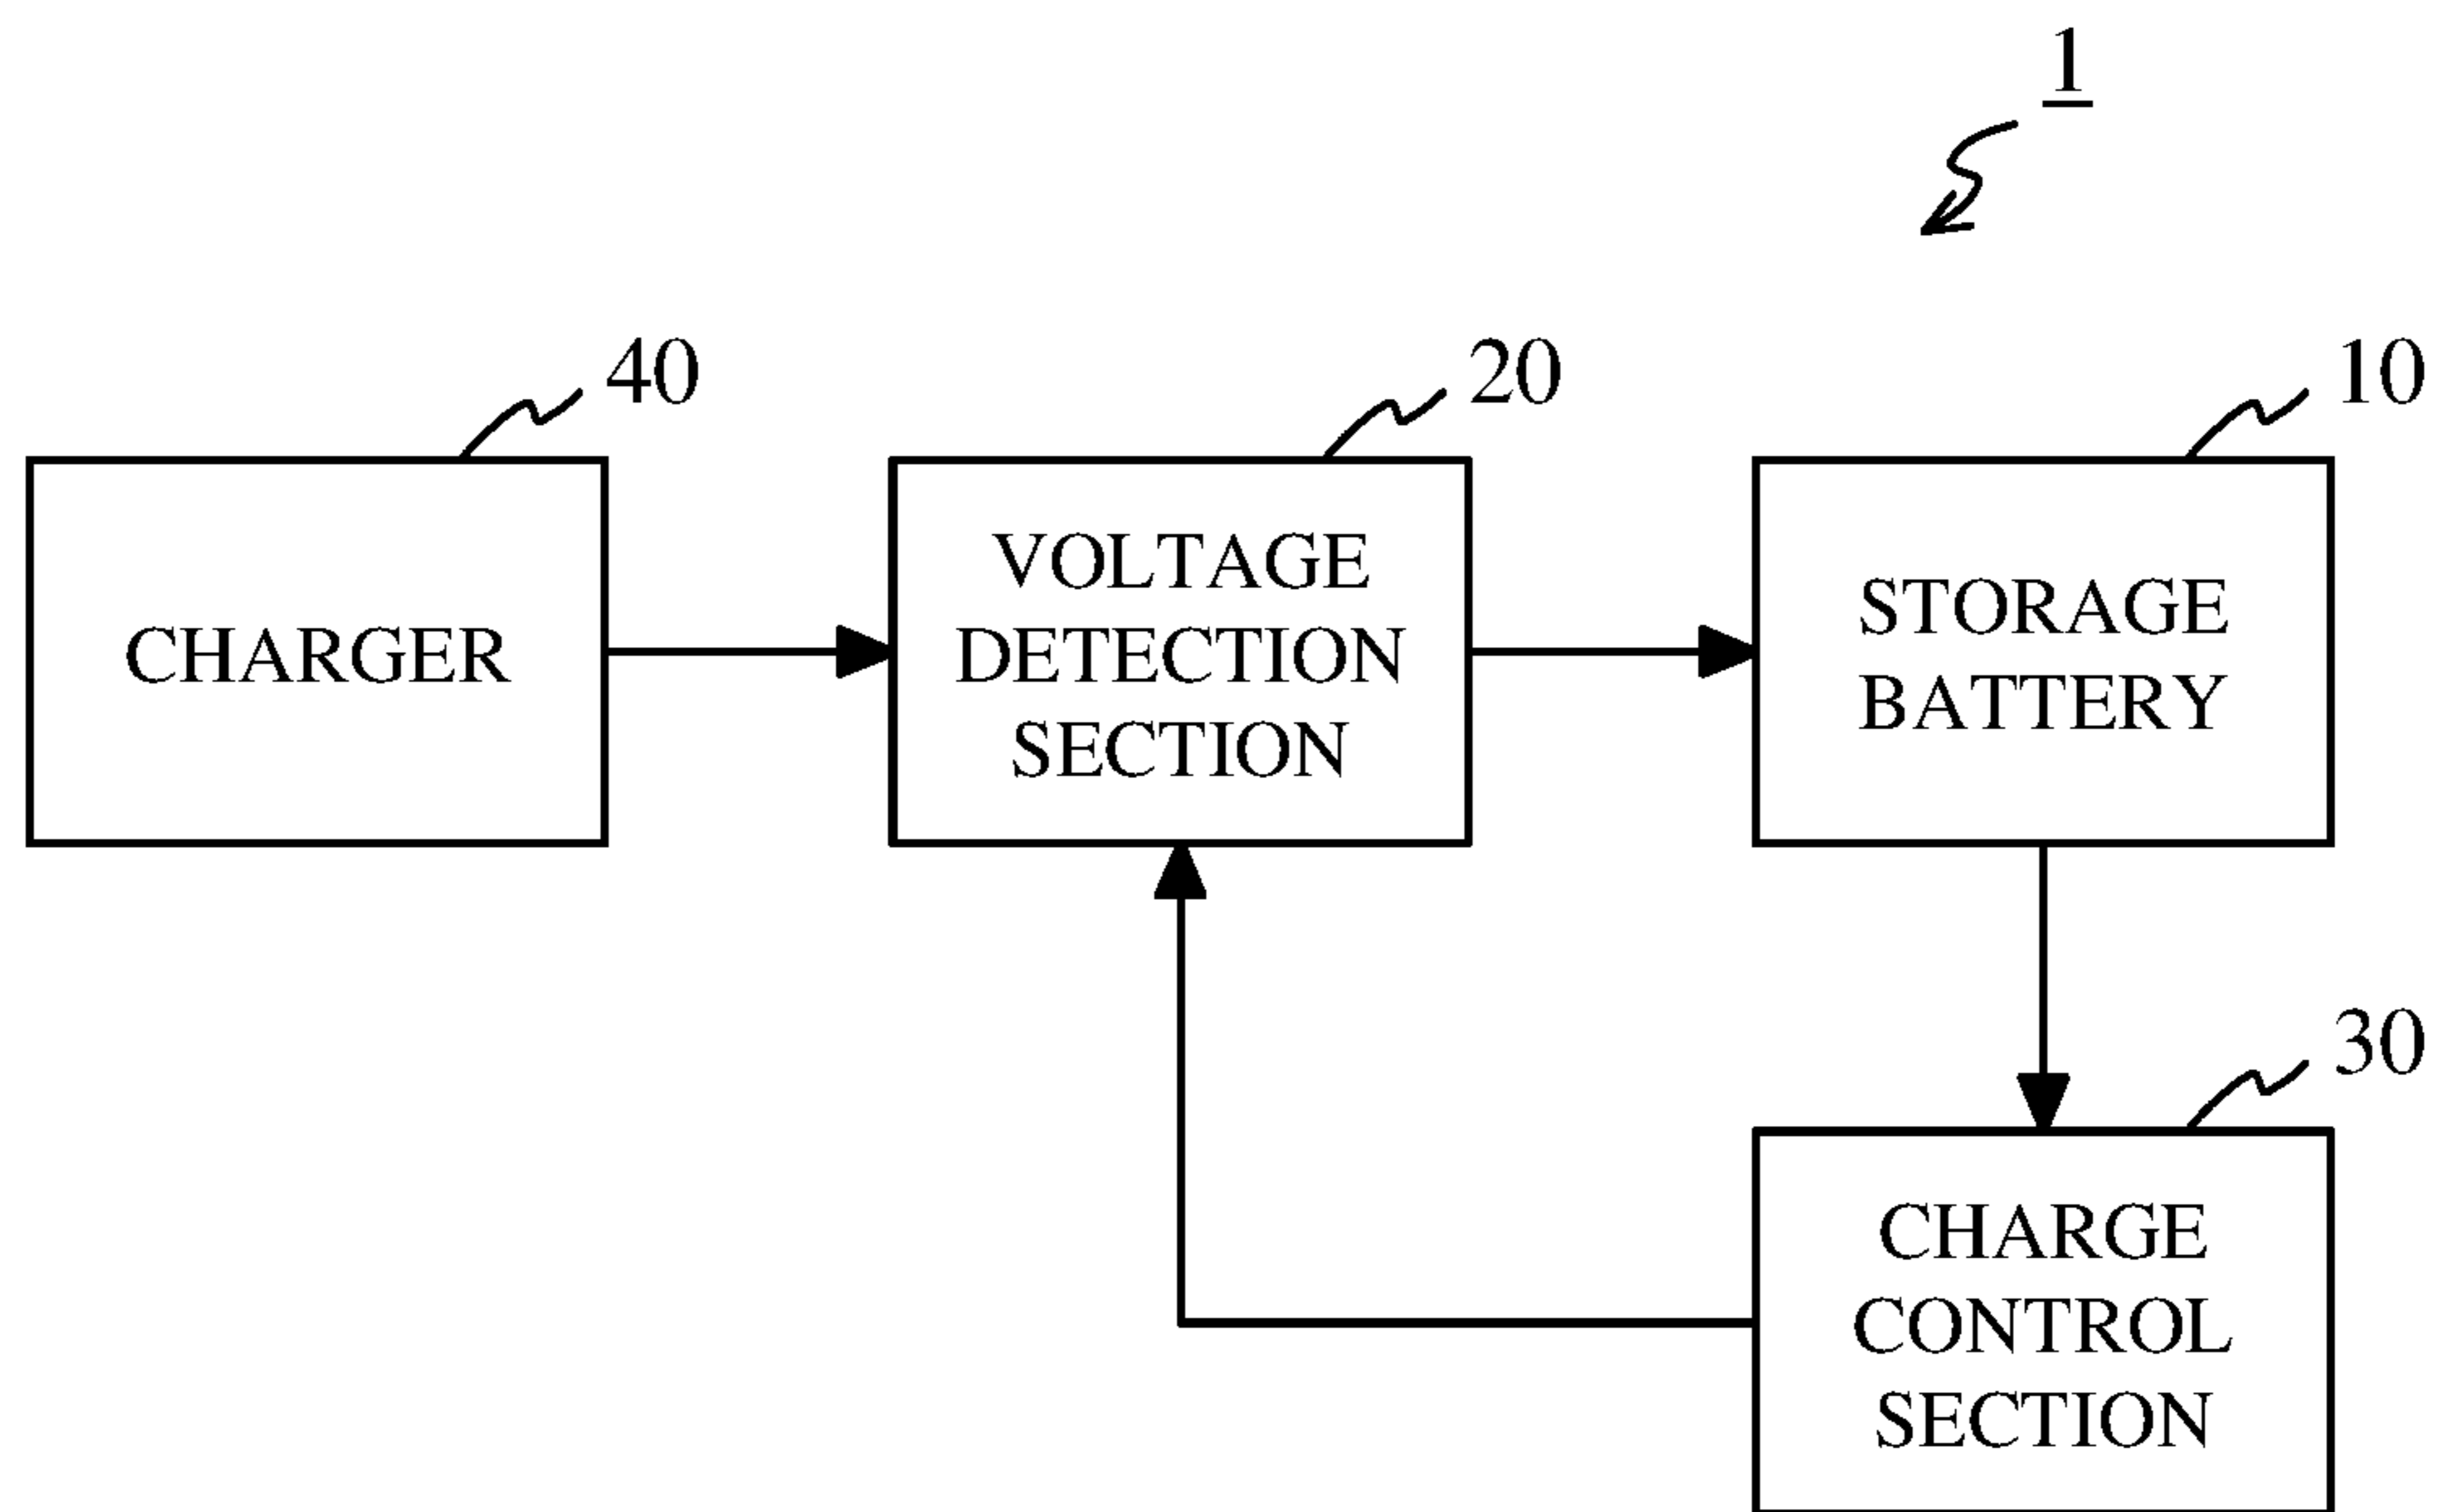 1
40
20
10
CHARGER
VOLTAGE
DETECTION
SECTION
STORAGE
BATTERY
30
CHARGE
CONTROL
SECTION